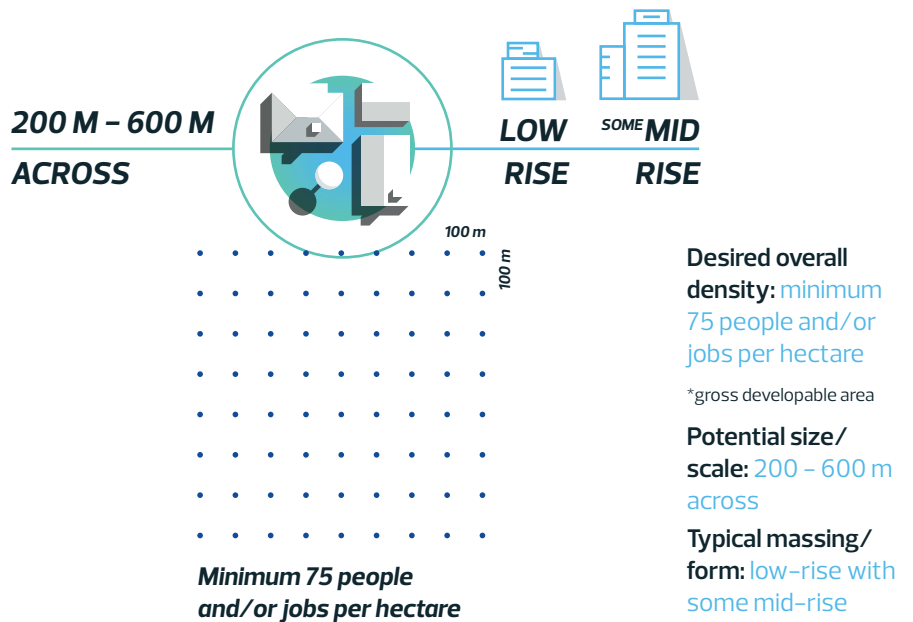 200 M – 600 M
ACROSS
LOW
RISE
SOME MID
RISE
100 m
100 m
Minimum 75 people
and/or jobs per hectare
Desired overall
density: minimum
75 people and/or
jobs per hectare
*gross developable area
Potential size/
scale: 200 – 600 m
across
Typical massing/
form: low-rise with
some mid-rise